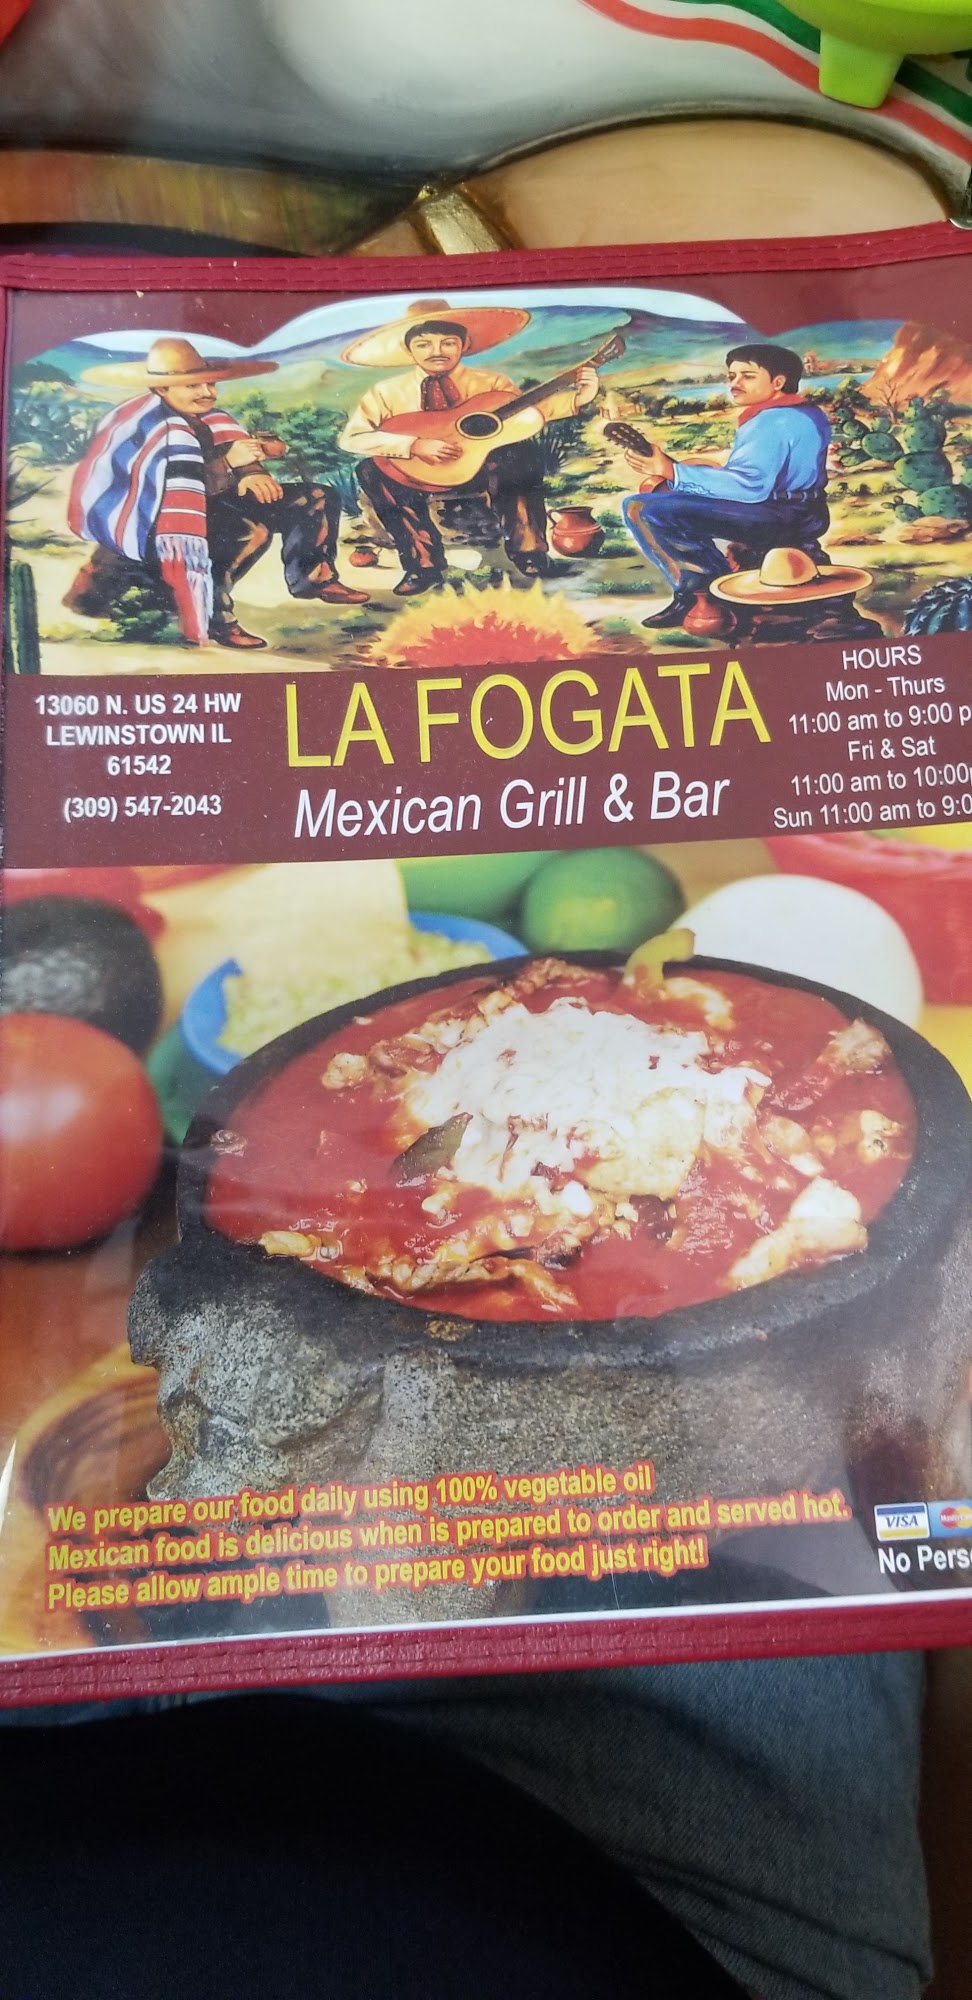 13060 N. US 24 HW
LEWINSTOWN IL
61542
(309) 547-2043
LA FOGATA
Mexican Grill & Bar
HOURS
Mon - Thurs
11:00 am to 9:00 p
Fri & Sat
11:00 am to 10:00
Sun 11:00 am to 9:0
We prepare our food daily using 100% vegetable oil
Mexican food is delicious when is prepared to order and served hot.
Please allow ample time to prepare your food just right!
VISA
MasterCard
No Pers